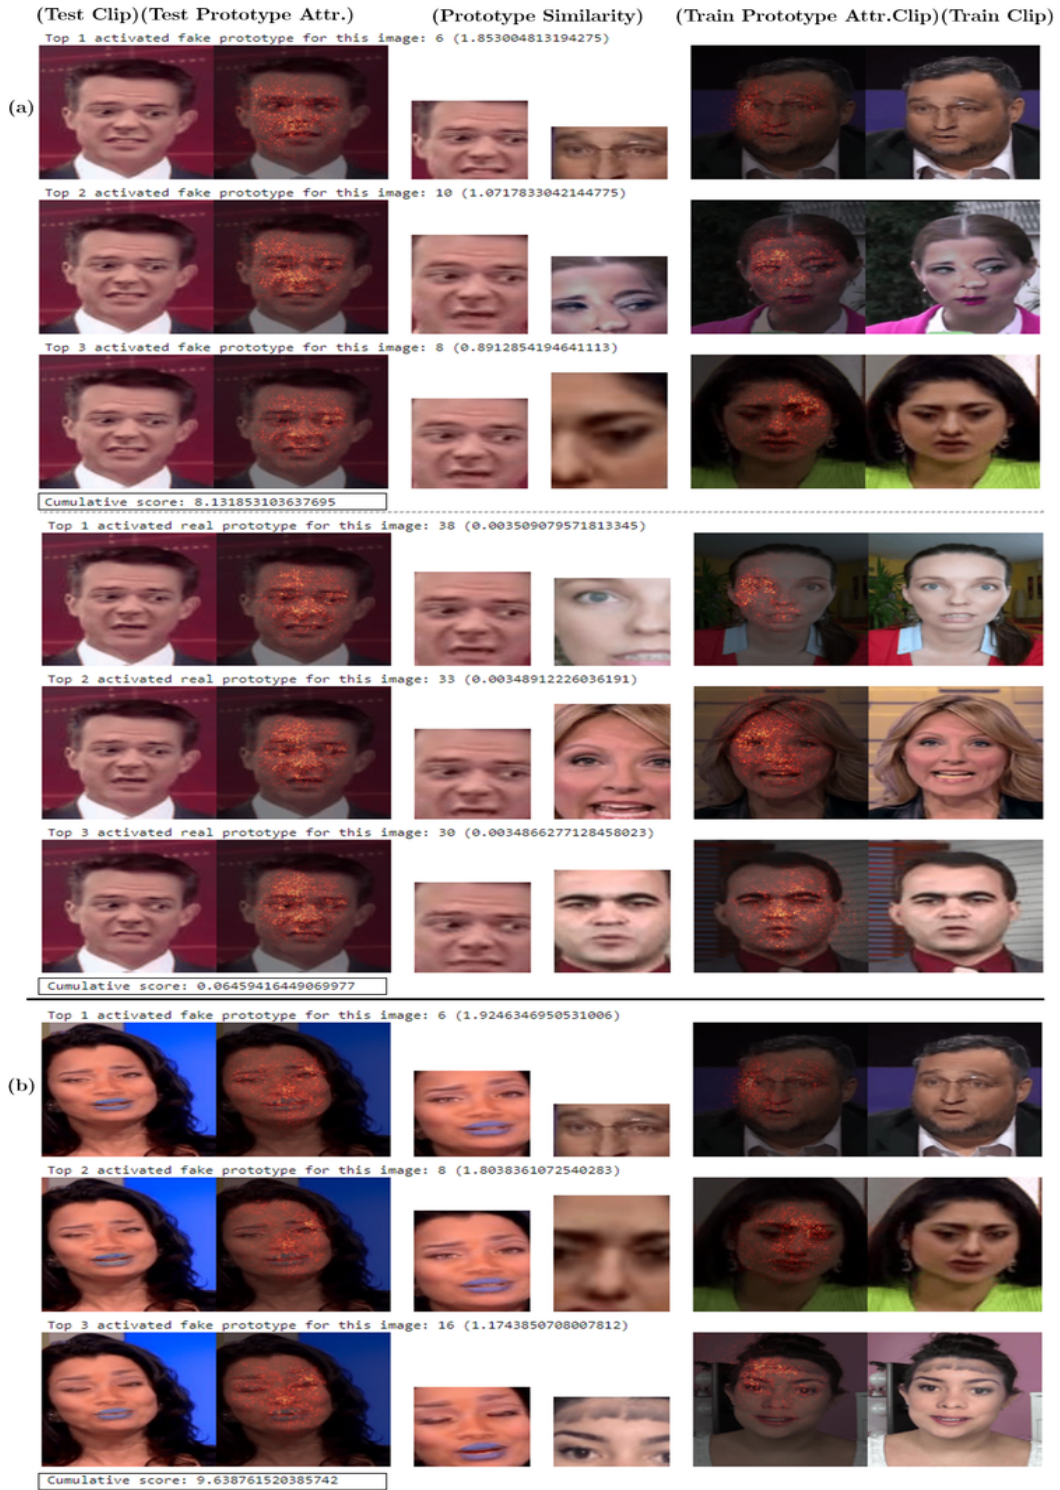 (Test Clip)(Test Prototype Attr.) (Prototype Similarity) (Train Prototype Attr.Clip)(Train Clip)
Top 1 activated fake prototype for this image: 6 (1.853004813194275)
(a)
Top 2 activated fake prototype for this image: 10 (1.0717833042144775)
Top 3 activated fake prototype for this image: 8 (0.8912854194641113)
Cumulative score: 8.131853103637695
Top 1 activated real prototype for this image: 38 (0.003509079571813345)
Top 2 activated real prototype for this image: 33 (0.00348912226036191)
Top 3 activated real prototype for this image: 30 (0.0034866277128458023)
Cumulative score: 0.06459416449069977
Top 1 activated fake prototype for this image: 6 (1.9246346950531006)
(b)
Top 2 activated fake prototype for this image: 8 (1.8038361072540283)
Top 3 activated fake prototype for this image: 16 (1.1743850708007812)
Cumulative score: 9.638761520385742